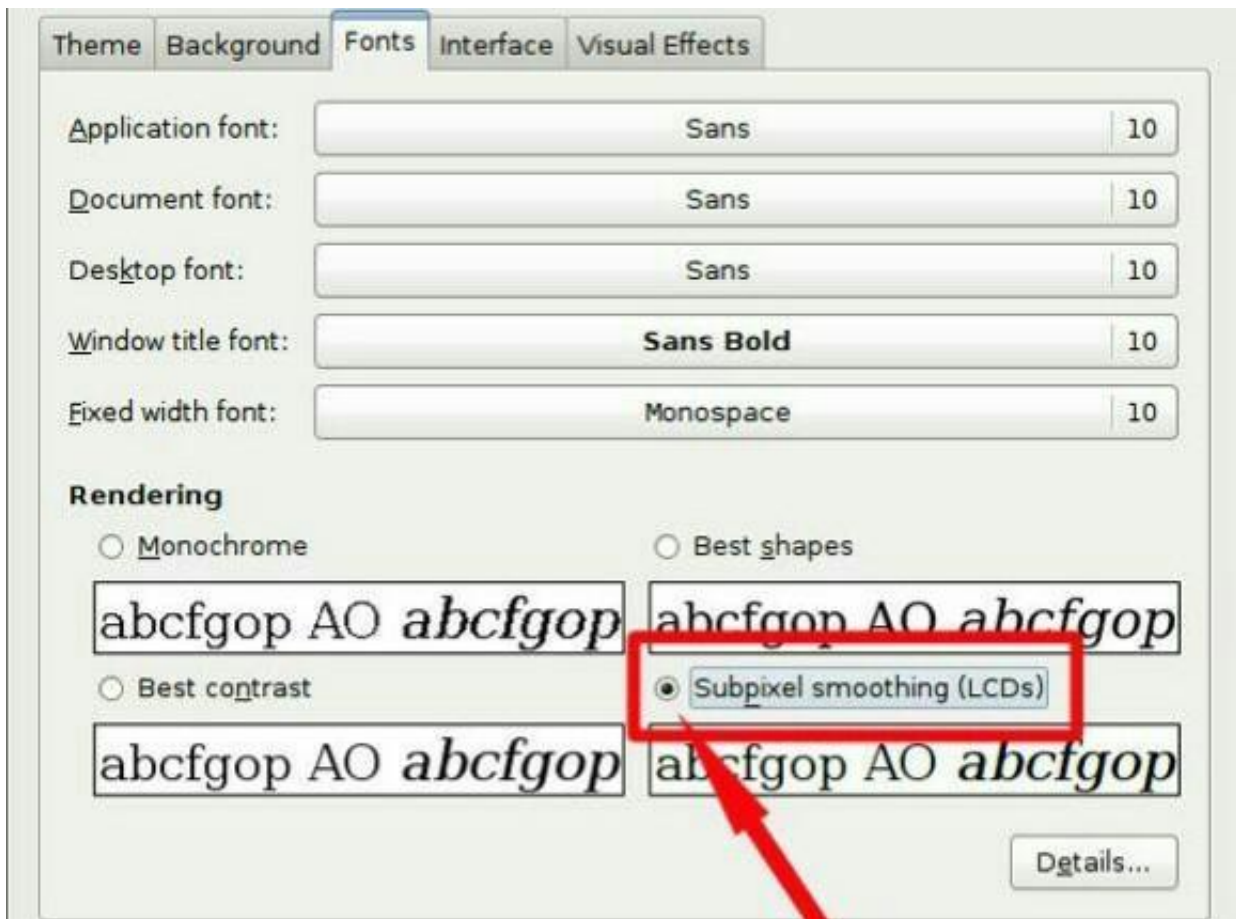 Theme Background Fonts Interface Visual Effects
Application font: Sans 10
Document font: Sans 10
Desktop font: Sans 10
Window title font: Sans Bold 10
Fixed width font: Monospace 10
Rendering
Monochrome Best shapes
abcfgop AO abcfgop abcfgop AO abcfgop
Best contrast Subpixel smoothing (LCDs)
abcfgop AO abcfgop abcfgop AO abcfgop
Details...